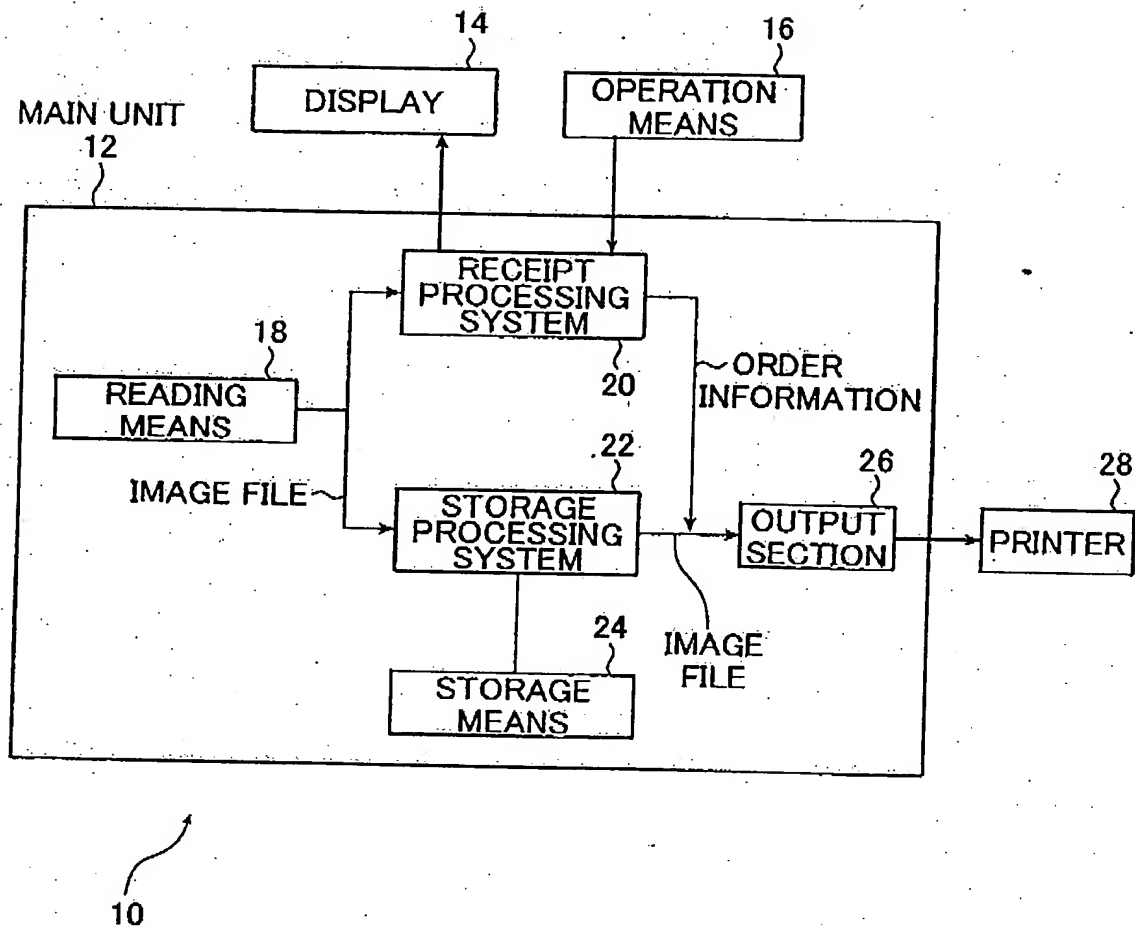 14
16
DISPLAY
OPERATION
MEANS
MAIN UNIT
12
RECEIPT
PROCESSING
SYSTEM
18
20
ORDER
INFORMATION
READING
MEANS
22
26
28
IMAGE FILE
STORAGE
PROCESSING
SYSTEM
OUTPUT
SECTION
PRINTER
24
IMAGE
FILE
STORAGE
MEANS
10